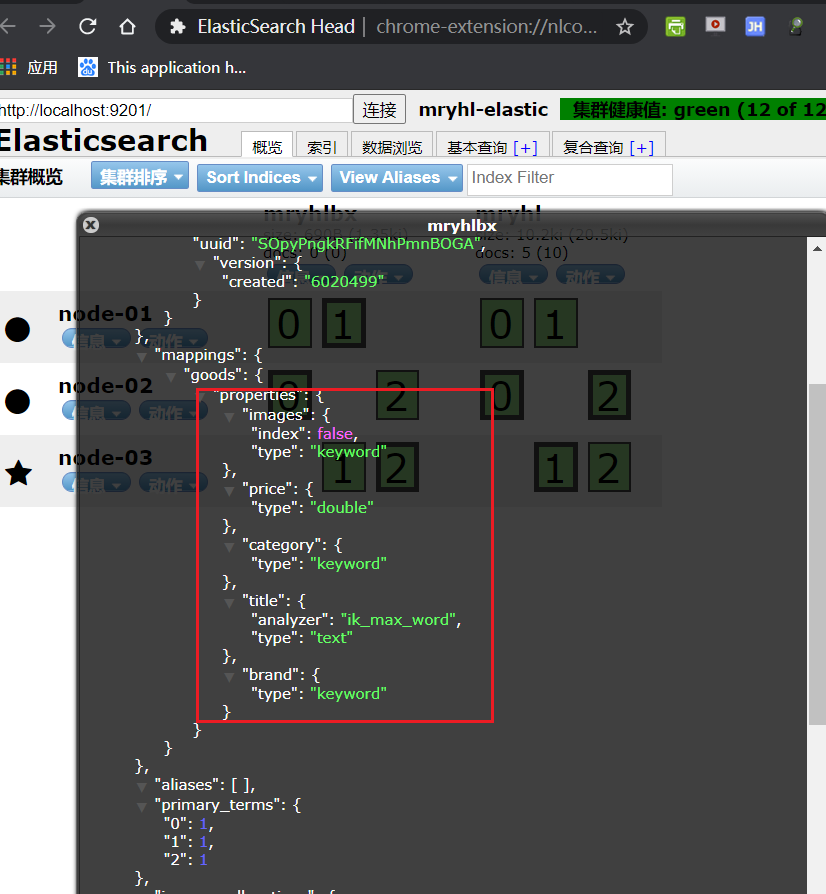 ElasticSearch Head | chrome-extension://nlco...
JH
应用 This application h...
http://localhost:9201/ 连接 mryhl-elastic 集群健康值: green (12 of 12
Elasticsearch 概览 索引 数据浏览 基本查询 [+] 复合查询 [+]
集群概览 集群排序 Sort Indices View Aliases Index Filter
mryhlbx mryhl
mryhlbx
size: 690B (1.35ki) size: 10.2ki (20.5ki)
"uuid": "SOpyPngkRFifMNhPmnBOGA",
docs: 0 (0) docs: 5 (10)
"version": {
信息 动作 信息 动作
"created": "6020499"
}
node-01 0 1 0 1
}
信息 动作
},
"mappings": {
"goods": {
node-02 0 2 0 2
信息 动作
"properties": {
"images": {
"index": false,
"type": "keyword"
node-03 1 2 1 2
信息 动作
},
"price": {
"type": "double"
},
"category": {
"type": "keyword"
},
"title": {
"analyzer": "ik_max_word",
"type": "text"
},
"brand": {
"type": "keyword"
}
}
}
},
"aliases": [ ],
"primary_terms": {
"0": 1,
"1": 1,
"2": 1
},